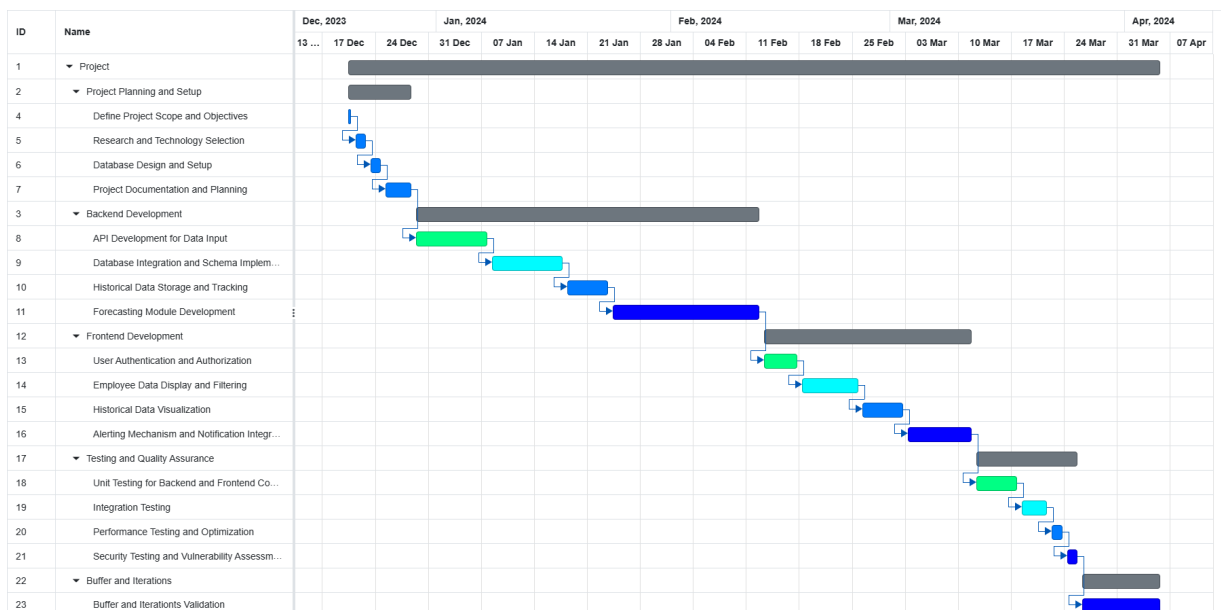 ID Name Dec, 2023 Jan, 2024 Feb, 2024 Mar, 2024 Apr, 2024
13 ... 17 Dec 24 Dec 31 Dec 07 Jan 14 Jan 21 Jan 28 Jan 04 Feb 11 Feb 18 Feb 25 Feb 03 Mar 10 Mar 17 Mar 24 Mar 31 Mar 07 Apr
1 Project
2 Project Planning and Setup
4 Define Project Scope and Objectives
5 Research and Technology Selection
6 Database Design and Setup
7 Project Documentation and Planning
3 Backend Development
8 API Development for Data Input
9 Database Integration and Schema Implem...
10 Historical Data Storage and Tracking
11 Forecasting Module Development
12 Frontend Development
13 User Authentication and Authorization
14 Employee Data Display and Filtering
15 Historical Data Visualization
16 Alerting Mechanism and Notification Integr...
17 Testing and Quality Assurance
18 Unit Testing for Backend and Frontend Co...
19 Integration Testing
20 Performance Testing and Optimization
21 Security Testing and Vulnerability Assessm...
22 Buffer and Iterations
23 Buffer and Iterationts Validation